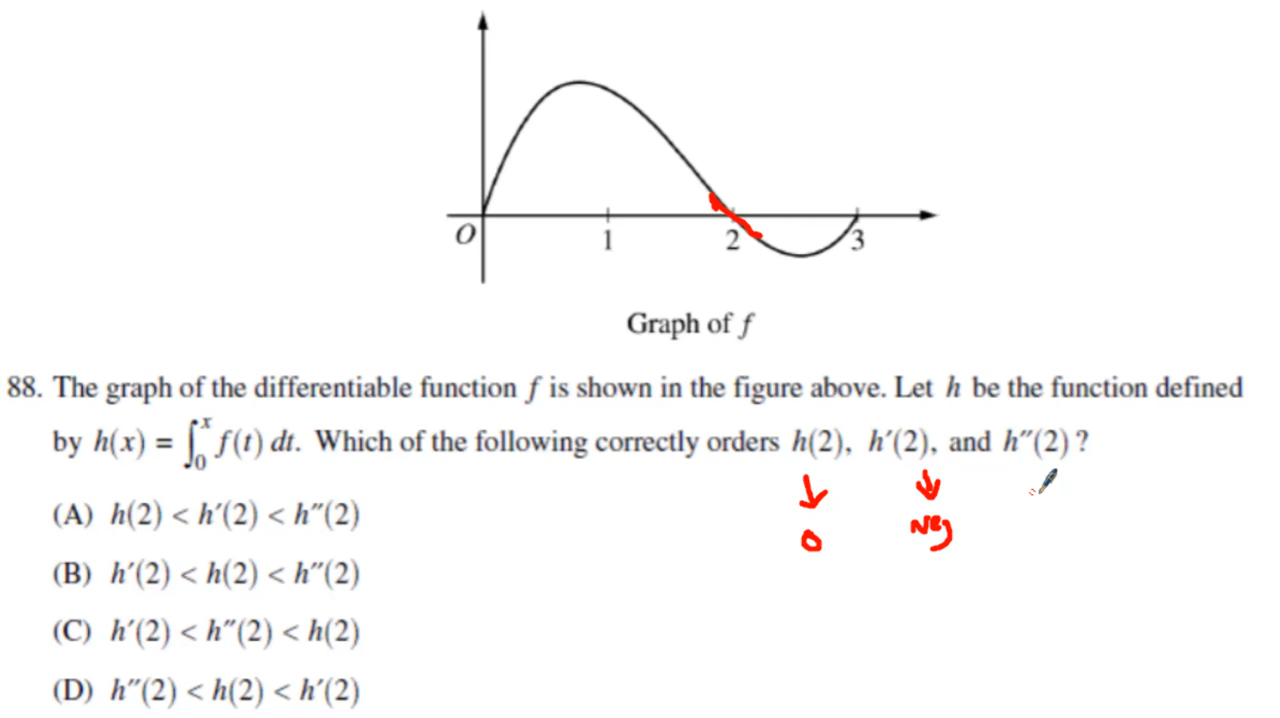 O 1 2 3
Graph of f
88. The graph of the differentiable function f is shown in the figure above. Let h be the function defined
by h(x) = ∫₀ˣ f(t) dt. Which of the following correctly orders h(2), h′(2), and h″(2) ?
(A) h(2) < h′(2) < h″(2)
(B) h′(2) < h(2) < h″(2)
(C) h′(2) < h″(2) < h(2)
(D) h″(2) < h(2) < h′(2)
0 Neg